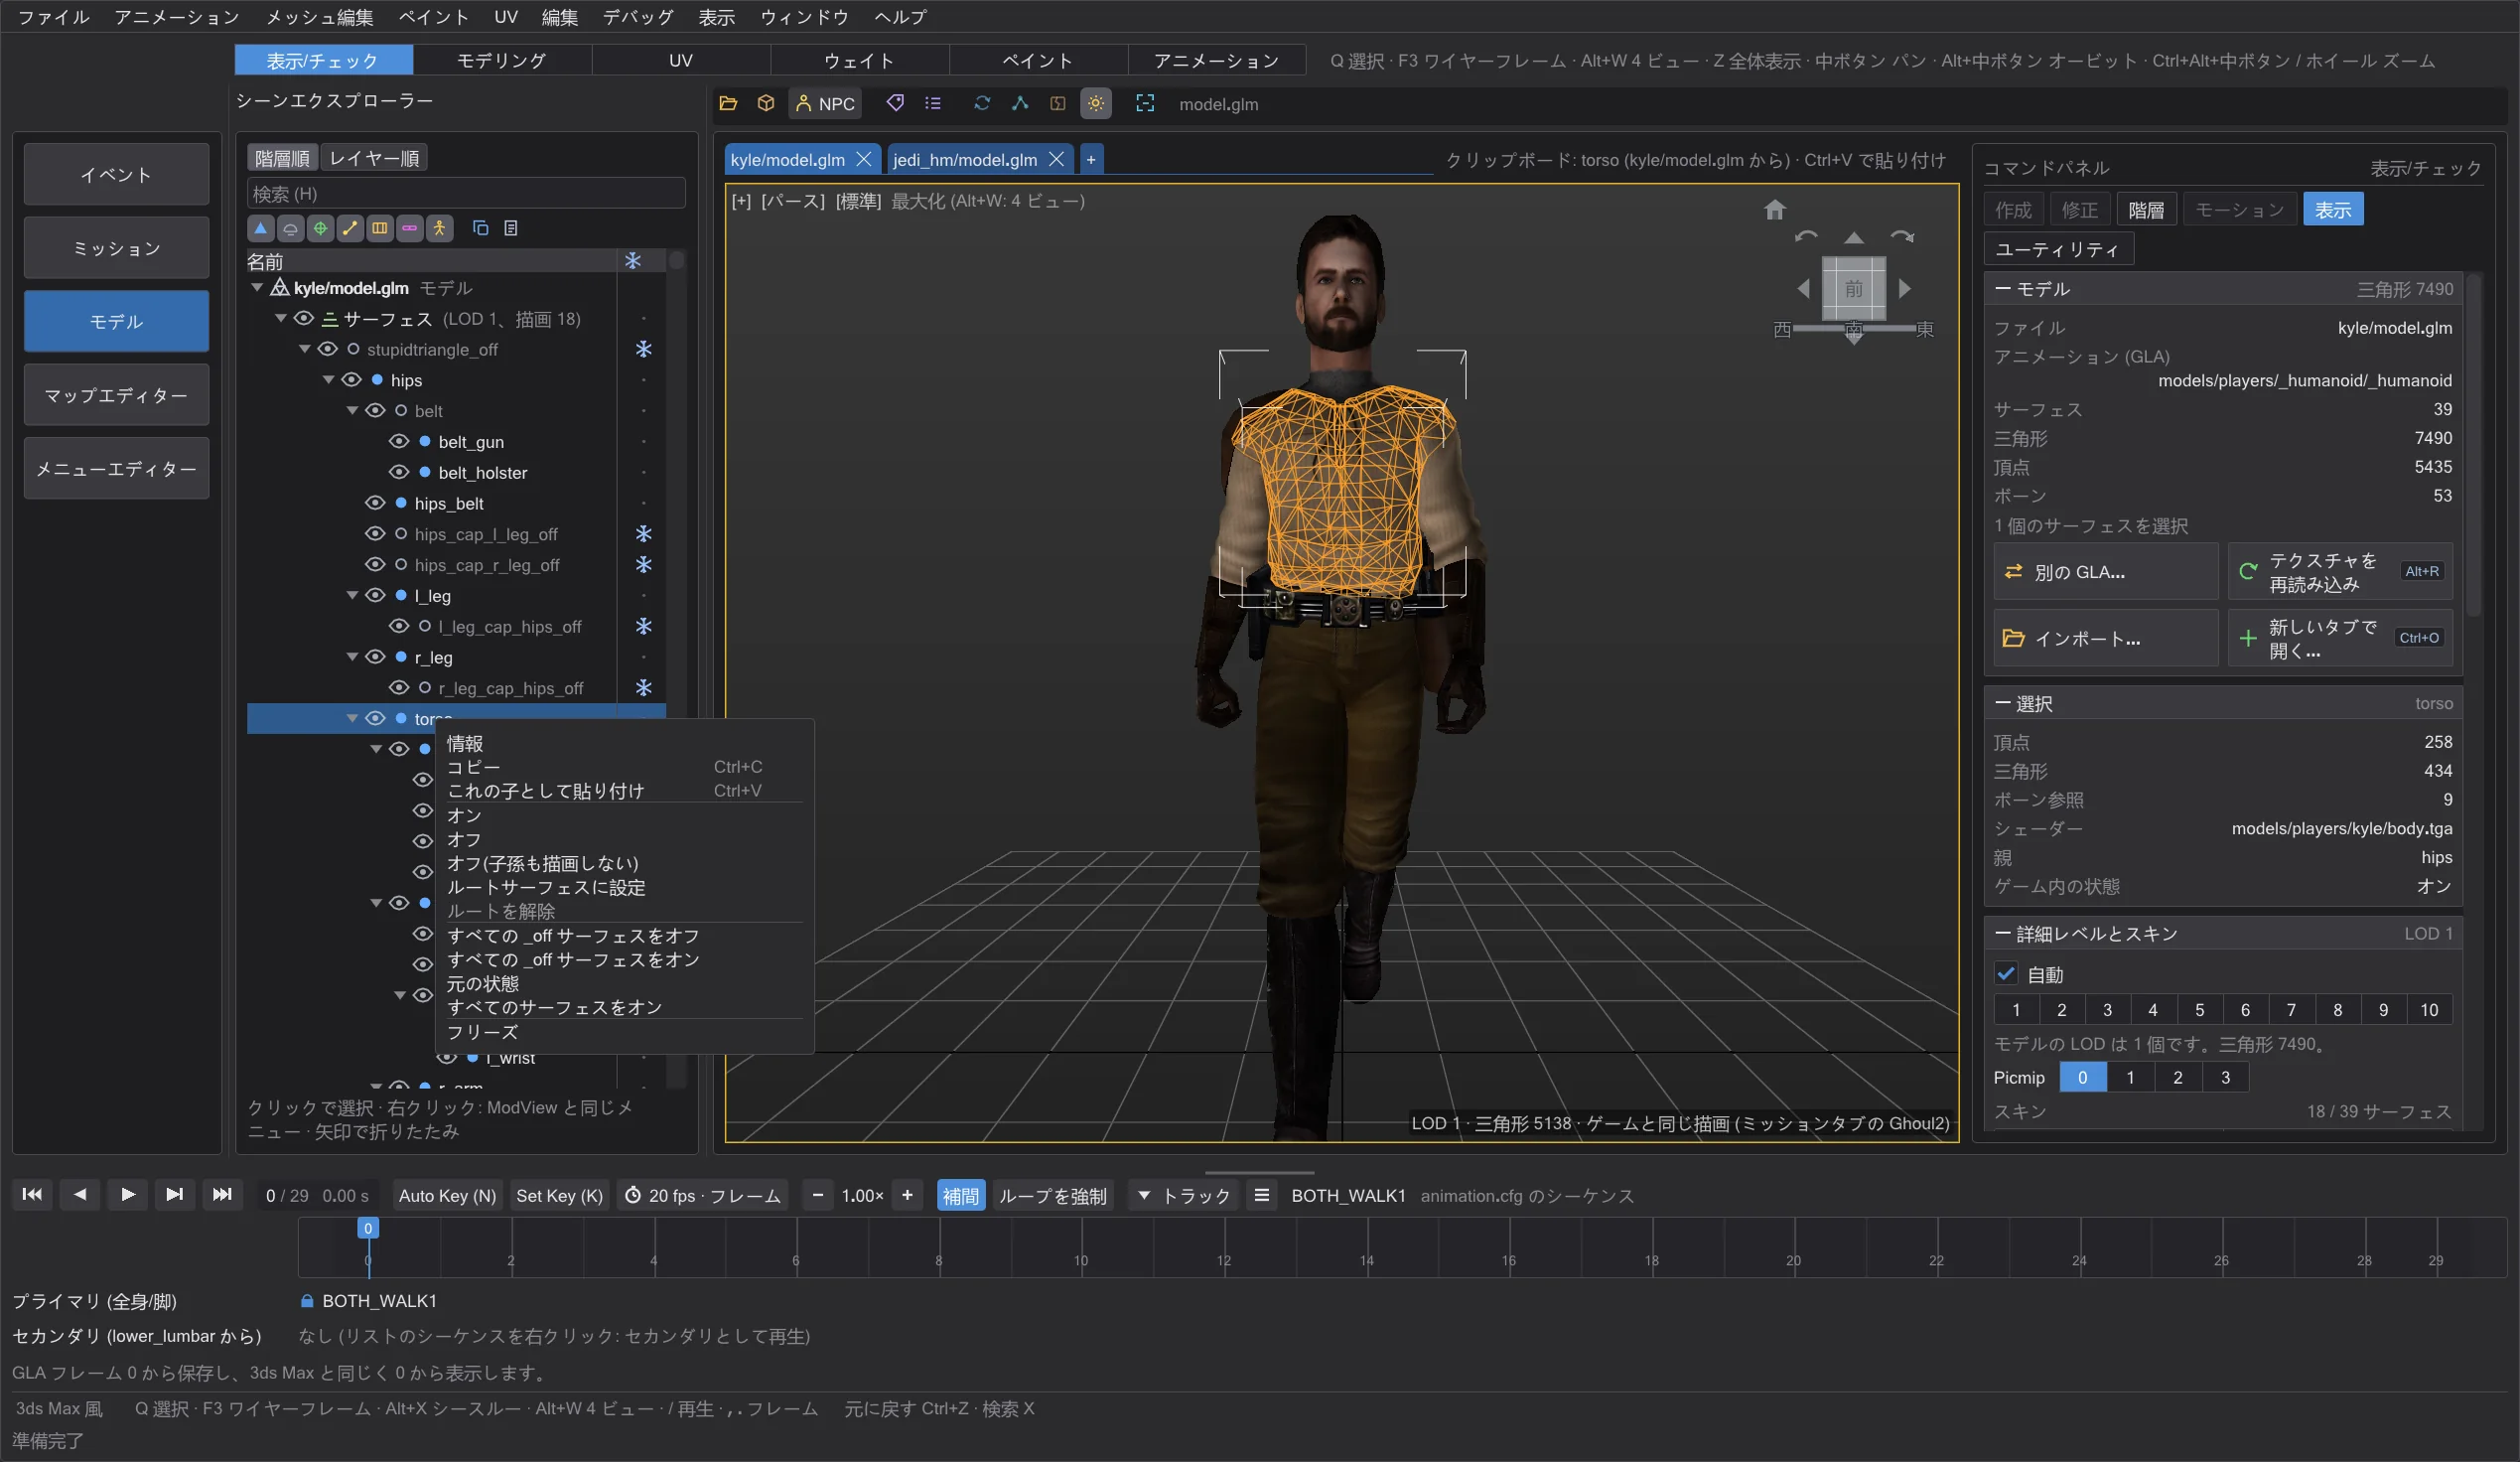 ファイル アニメーション メッシュ編集 ペイント UV 編集 デバッグ 表示 ウィンドウ ヘルプ
表示/チェック モデリング UV ウェイト ペイント アニメーション Q 選択 · F3 ワイヤーフレーム · Alt+W 4 ビュー · Z 全体表示 · 中ボタン パン · Alt+中ボタン オービット · Ctrl+Alt+中ボタン / ホイール ズーム
シーンエクスプローラー
NPC model.glm
イベント
ミッション
モデル
マップエディター
メニューエディター
階層順 レイヤー順
検索 (H)
名前
kyle/model.glm モデル
サーフェス (LOD 1、描画 18)
stupidtriangle_off
hips
belt
belt_gun
belt_holster
hips_belt
hips_cap_l_leg_off
hips_cap_r_leg_off
l_leg
l_leg_cap_hips_off
r_leg
r_leg_cap_hips_off
torso
情報
コピー Ctrl+C
これの子として貼り付け Ctrl+V
オン
オフ
オフ(子孫も描画しない)
ルートサーフェスに設定
ルートを解除
すべての _off サーフェスをオフ
すべての _off サーフェスをオン
元の状態
すべてのサーフェスをオン
フリーズ
l_wrist
r_arm
クリックで選択 · 右クリック: ModView と同じメ
ニュー · 矢印で折りたたみ
kyle/model.glm jedi_hm/model.glm + クリップボード: torso (kyle/model.glm から) · Ctrl+V で貼り付け
[+] [パース] [標準] 最大化 (Alt+W: 4 ビュー)
前
西 南 東
LOD 1 · 三角形 5138 · ゲームと同じ描画 (ミッションタブの Ghoul2)
コマンドパネル 表示/チェック
作成 修正 階層 モーション 表示
ユーティリティ
モデル 三角形 7490
ファイル kyle/model.glm
アニメーション (GLA)
models/players/_humanoid/_humanoid
サーフェス 39
三角形 7490
頂点 5435
ボーン 53
1 個のサーフェスを選択
別の GLA... テクスチャを再読み込み Alt+R
インポート... 新しいタブで開く... Ctrl+O
選択 torso
頂点 258
三角形 434
ボーン参照 9
シェーダー models/players/kyle/body.tga
親 hips
ゲーム内の状態 オン
詳細レベルとスキン LOD 1
自動
1 2 3 4 5 6 7 8 9 10
モデルの LOD は 1 個です。三角形 7490。
Picmip 0 1 2 3
スキン 18 / 39 サーフェス
0 / 29 0.00 s Auto Key (N) Set Key (K) 20 fps · フレーム − 1.00× + 補間 ループを強制 トラック BOTH_WALK1 animation.cfg のシーケンス
0
0 2 4 6 8 10 12 14 16 18 20 22 24 26 28 29
プライマリ (全身/脚) BOTH_WALK1
セカンダリ (lower_lumbar から) なし (リストのシーケンスを右クリック: セカンダリとして再生)
GLA フレーム 0 から保存し、3ds Max と同じく 0 から表示します。
3ds Max 風 Q 選択 · F3 ワイヤーフレーム · Alt+X シースルー · Alt+W 4 ビュー · / 再生 · , . フレーム 元に戻す Ctrl+Z · 検索 X
準備完了